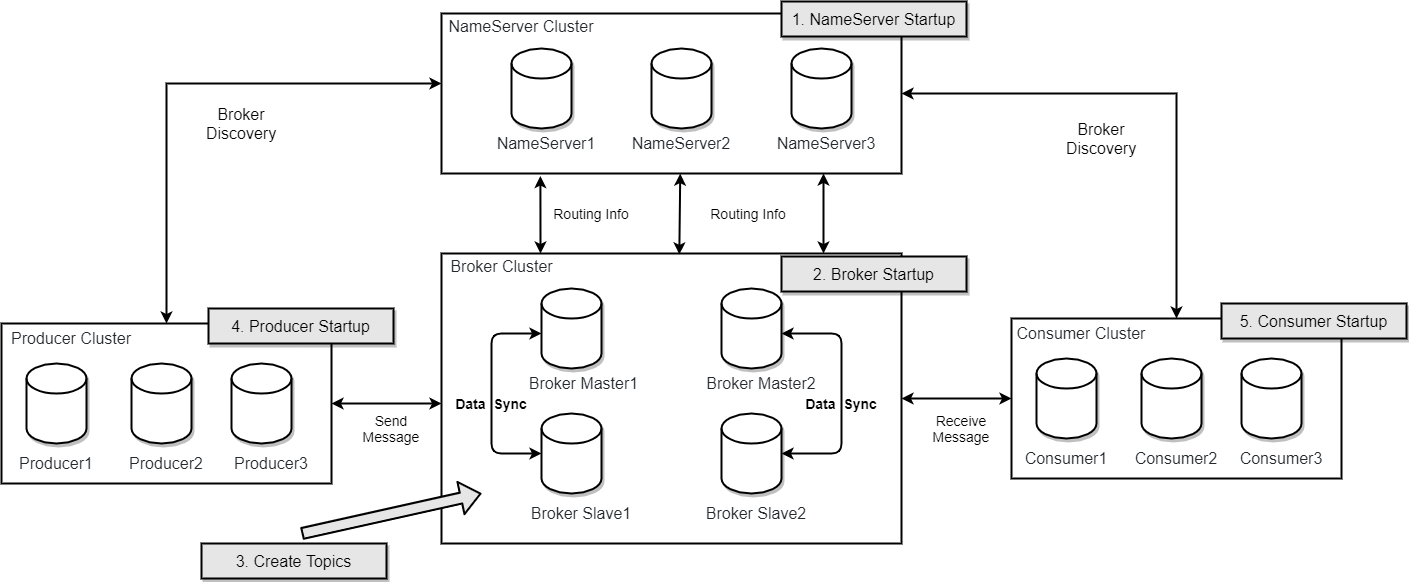 1. NameServer Startup
NameServer Cluster
NameServer1
NameServer2
NameServer3
Broker
Discovery
Broker
Discovery
Routing Info
Routing Info
2. Broker Startup
Broker Cluster
4. Producer Startup
Producer Cluster
Producer1
Producer2
Producer3
Send
Message
Broker Master1
Broker Master2
Data Sync
Data Sync
Broker Slave1
Broker Slave2
Receive
Message
5. Consumer Startup
Consumer Cluster
Consumer1
Consumer2
Consumer3
3. Create Topics